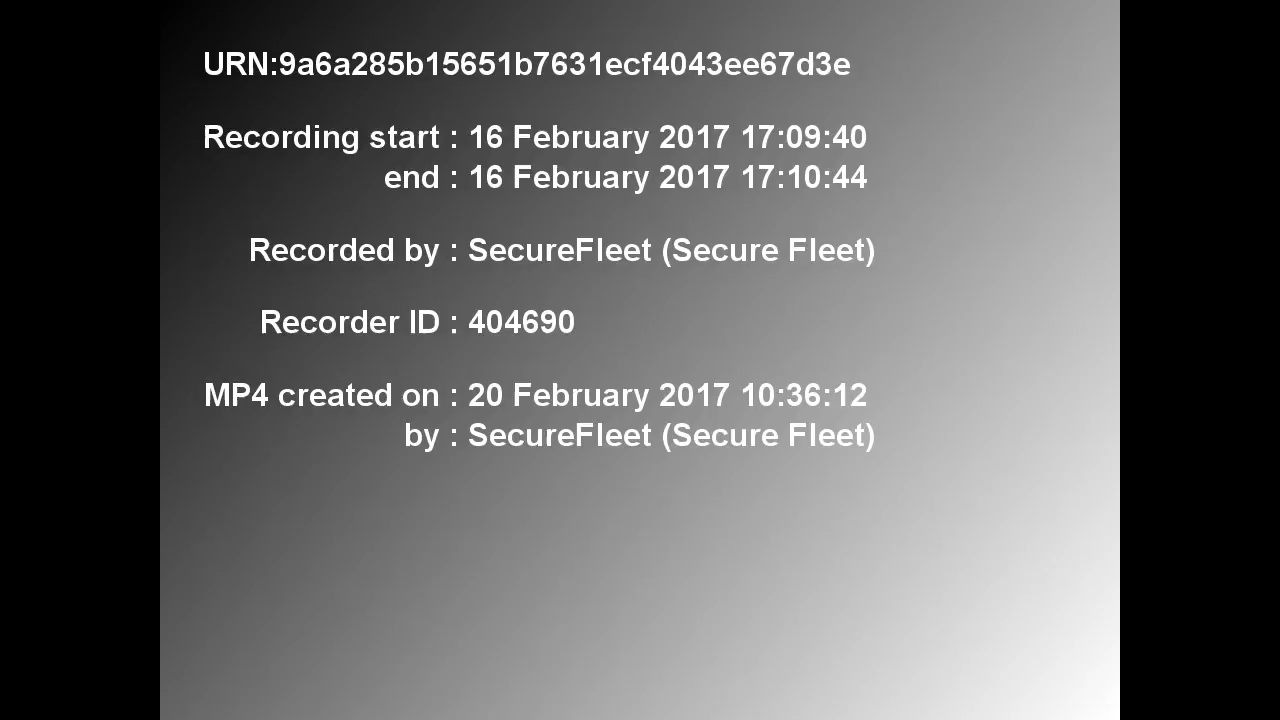 URN:9a6a285b15651b7631ecf4043ee67d3e
Recording start : 16 February 2017 17:09:40
end : 16 February 2017 17:10:44
Recorded by : SecureFleet (Secure Fleet)
Recorder ID : 404690
MP4 created on : 20 February 2017 10:36:12
by : SecureFleet (Secure Fleet)